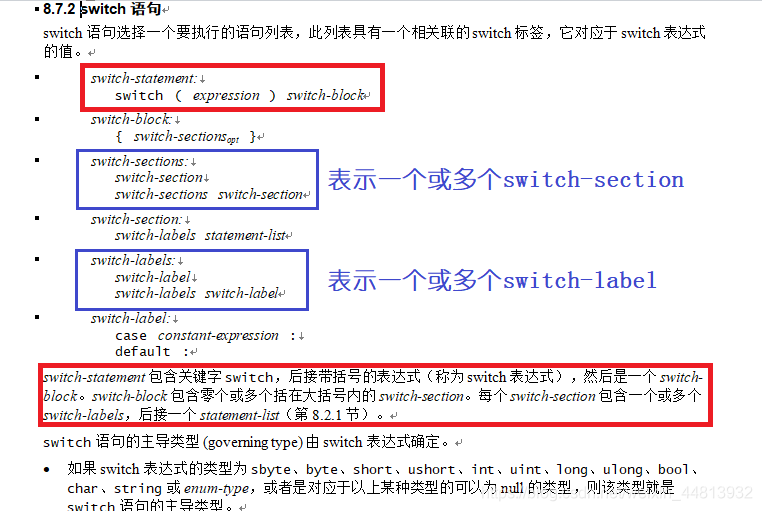 8.7.2 switch 语句
switch 语句选择一个要执行的语句列表，此列表具有一个相关联的 switch 标签，它对应于 switch 表达式
的值。
switch-statement:
switch ( expression ) switch-block
switch-block:
{ switch-sectionsopt }
switch-sections:
switch-section
switch-sections switch-section
表示一个或多个switch-section
switch-section:
switch-labels statement-list
switch-labels:
switch-label
switch-labels switch-label
表示一个或多个switch-label
switch-label:
case constant-expression :
default :
switch-statement 包含关键字 switch，后接带括号的表达式（称为 switch 表达式），然后是一个 switch-
block。switch-block 包含零个或多个括在大括号内的 switch-section。每个 switch-section 包含一个或多个
switch-labels，后接一个 statement-list（第 8.2.1 节）。
switch 语句的主导类型 (governing type) 由 switch 表达式确定。
如果 switch 表达式的类型为 sbyte、byte、short、ushort、int、uint、long、ulong、bool、
char、string 或 enum-type，或者是对应于以上某种类型的可以为 null 的类型，则该类型就是
switch 语句的主导类型。